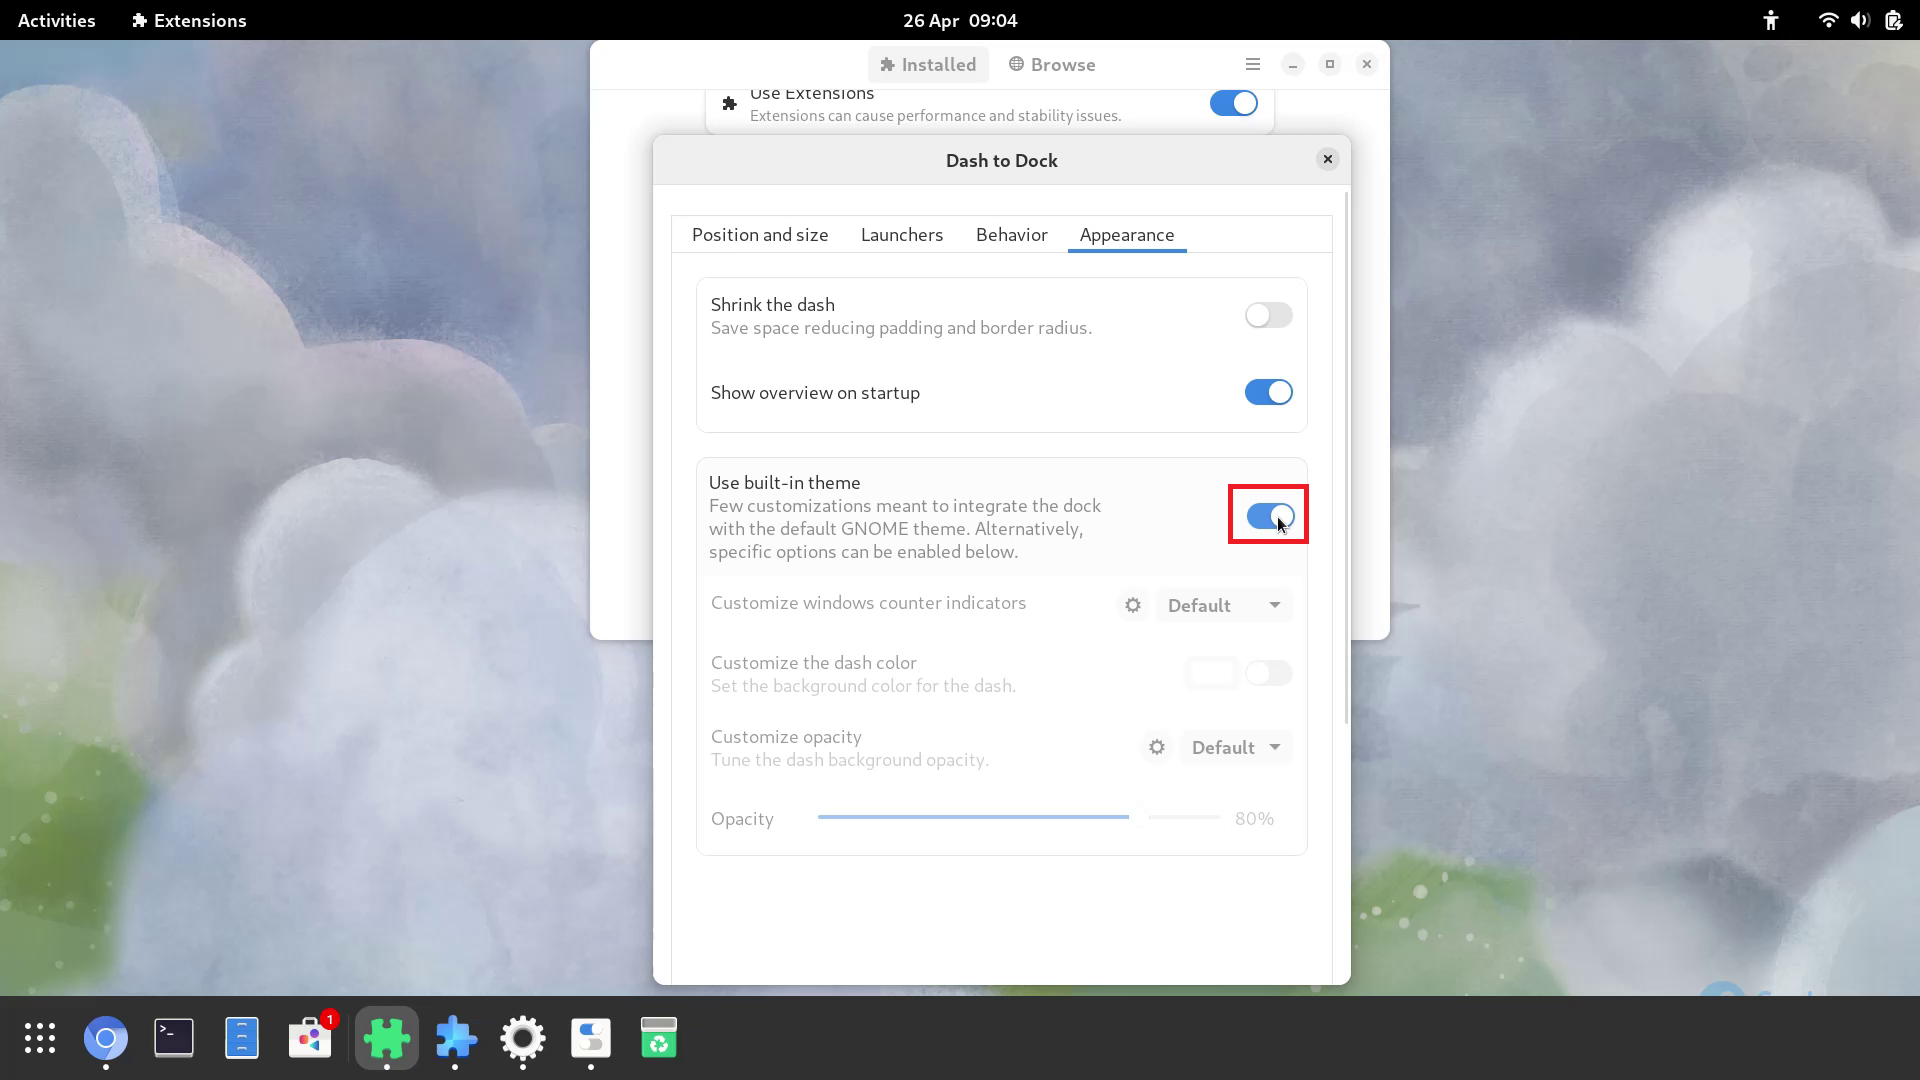 Activities
Extensions
26 Apr 09:04
Installed
Browse
Use Extensions
Extensions can cause performance and stability issues.
Dash to Dock
Position and size
Launchers
Behavior
Appearance
Shrink the dash
Save space reducing padding and border radius.
Show overview on startup
Use built-in theme
Few customizations meant to integrate the dock
with the default GNOME theme. Alternatively,
specific options can be enabled below.
Customize windows counter indicators
Default
Customize the dash color
Set the background color for the dash.
Customize opacity
Tune the dash background opacity.
Default
Opacity
80%
>_
1